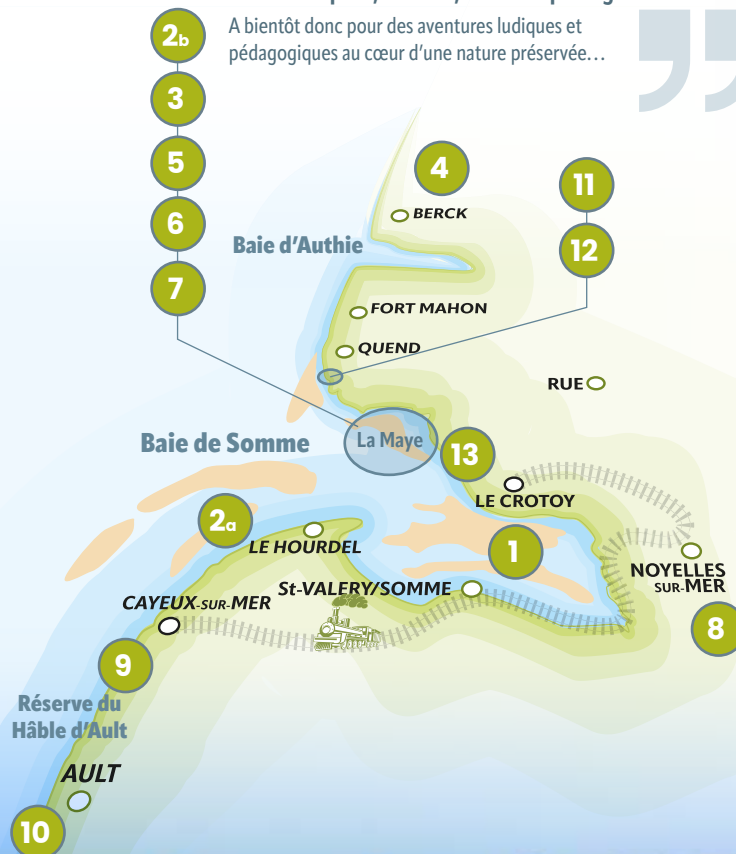 2b
A bientôt donc pour des aventures ludiques et
pédagogiques au cœur d’une nature préservée…
”
3
5
6
7
4
11
12
BERCK
Baie d’Authie
FORT MAHON
QUEND
RUE
Baie de Somme
La Maye
13
LE CROTOY
2a
LE HOURDEL
1
NOYELLES
SUR-MER
St-VALERY/SOMME
CAYEUX-SUR-MER
8
9
Réserve du
Hâble d’Ault
AULT
10